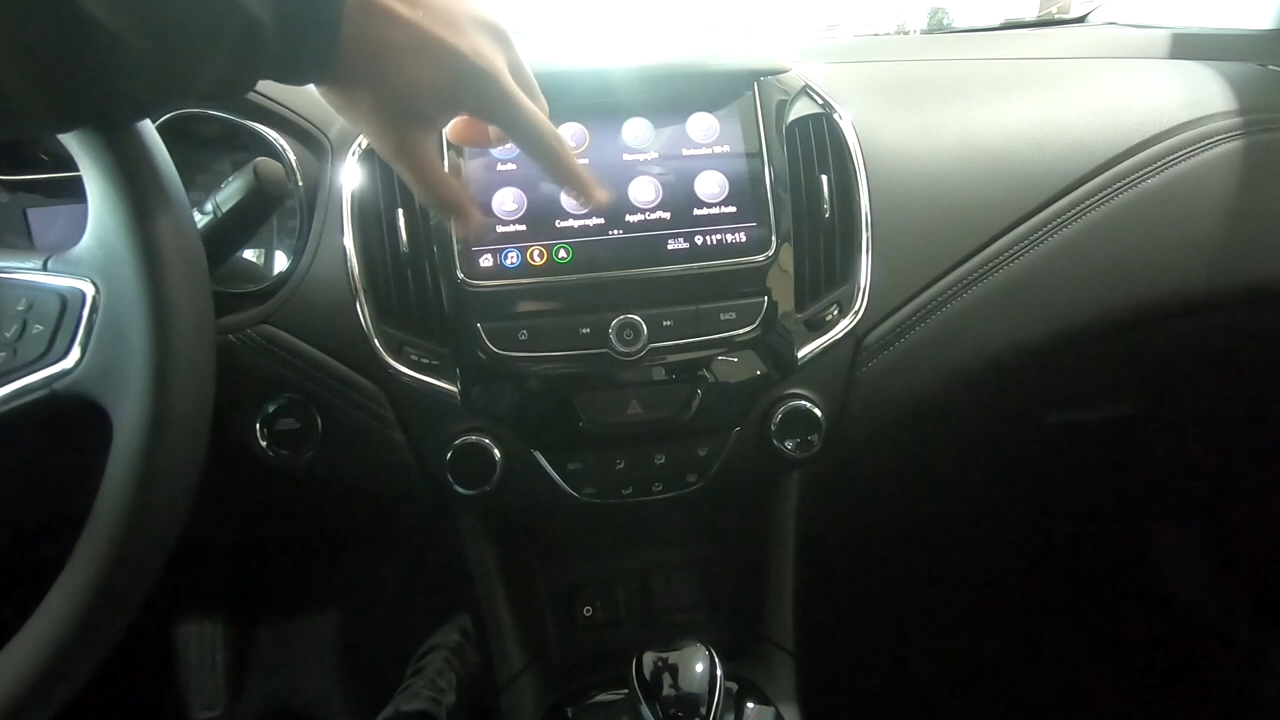 Áudio
Navegação
Roteador Wi-Fi
Usuários
Configurações
Apple CarPlay
Android Auto
4G LTE
11° 9:15
BACK